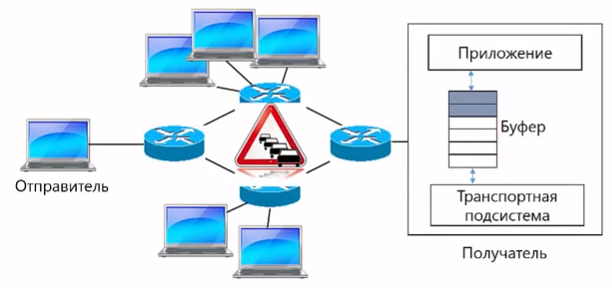 Отправитель
Приложение
Буфер
Транспортная
подсистема
Получатель